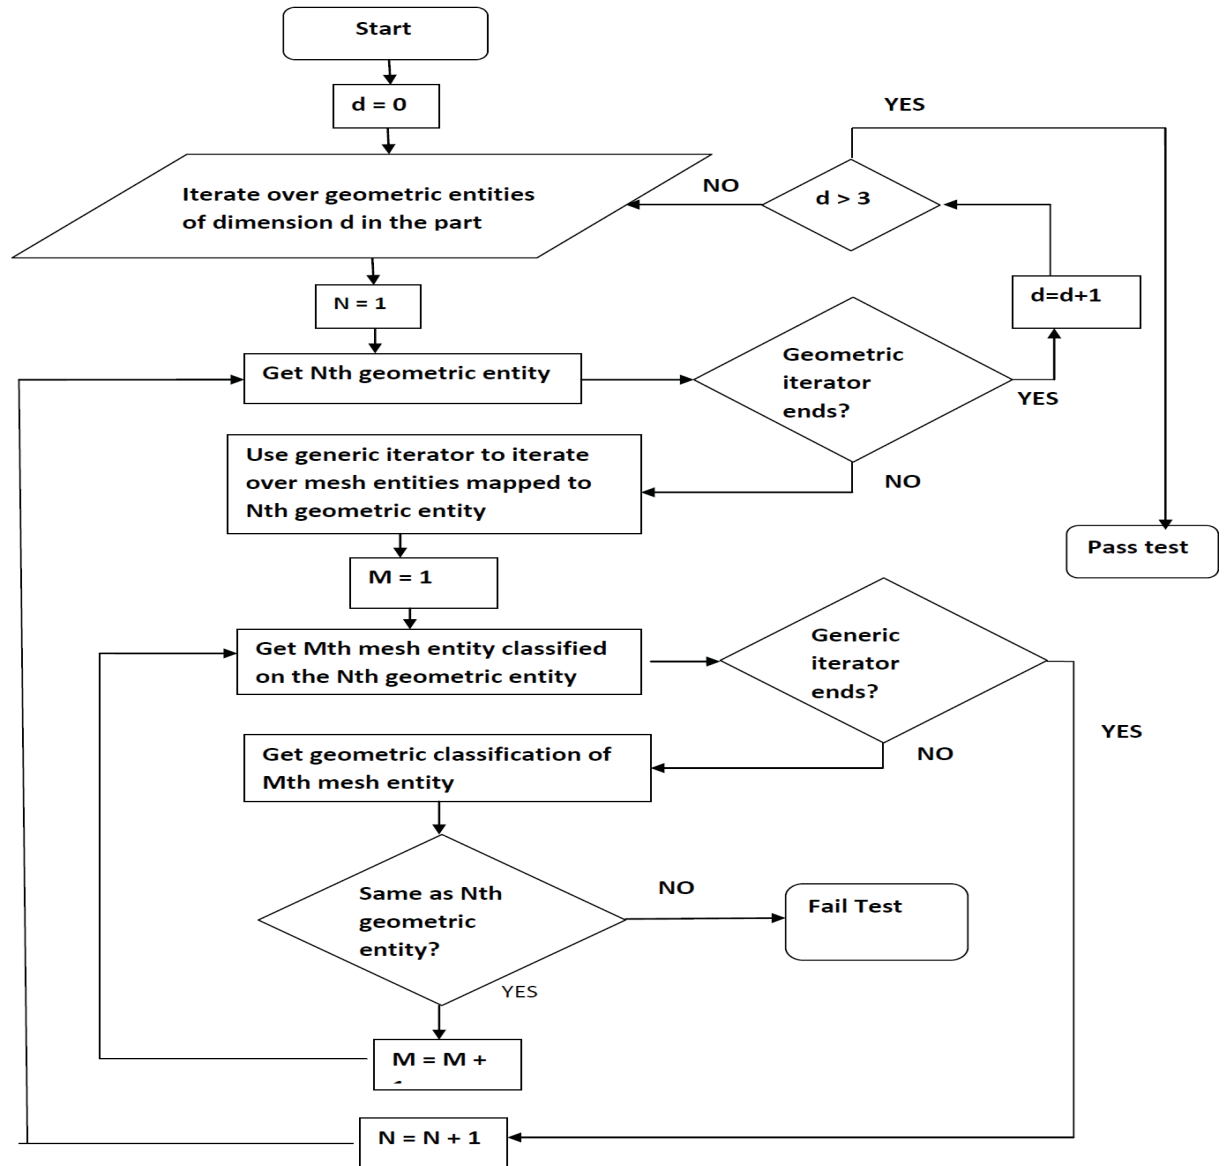 Start
d = 0
YES
Iterate over geometric entities
of dimension d in the part
NO
d > 3
N = 1
d=d+1
Get Nth geometric entity
Geometric
iterator
ends?
YES
Use generic iterator to iterate
over mesh entities mapped to
Nth geometric entity
NO
Pass test
M = 1
Get Mth mesh entity classified
on the Nth geometric entity
Generic
iterator
ends?
YES
Get geometric classification of
Mth mesh entity
NO
Same as Nth
geometric
entity?
NO
Fail Test
YES
M = M +
N = N + 1